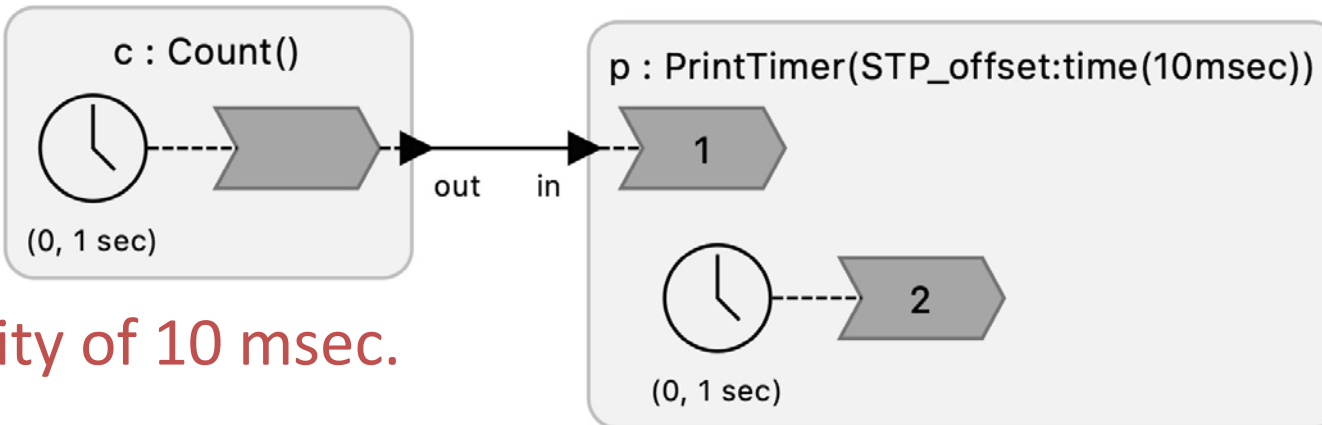 c : Count()
(0, 1 sec)
out
in
p : PrintTimer(STP_offset:time(10msec))
1
2
(0, 1 sec)
ity of 10 msec.